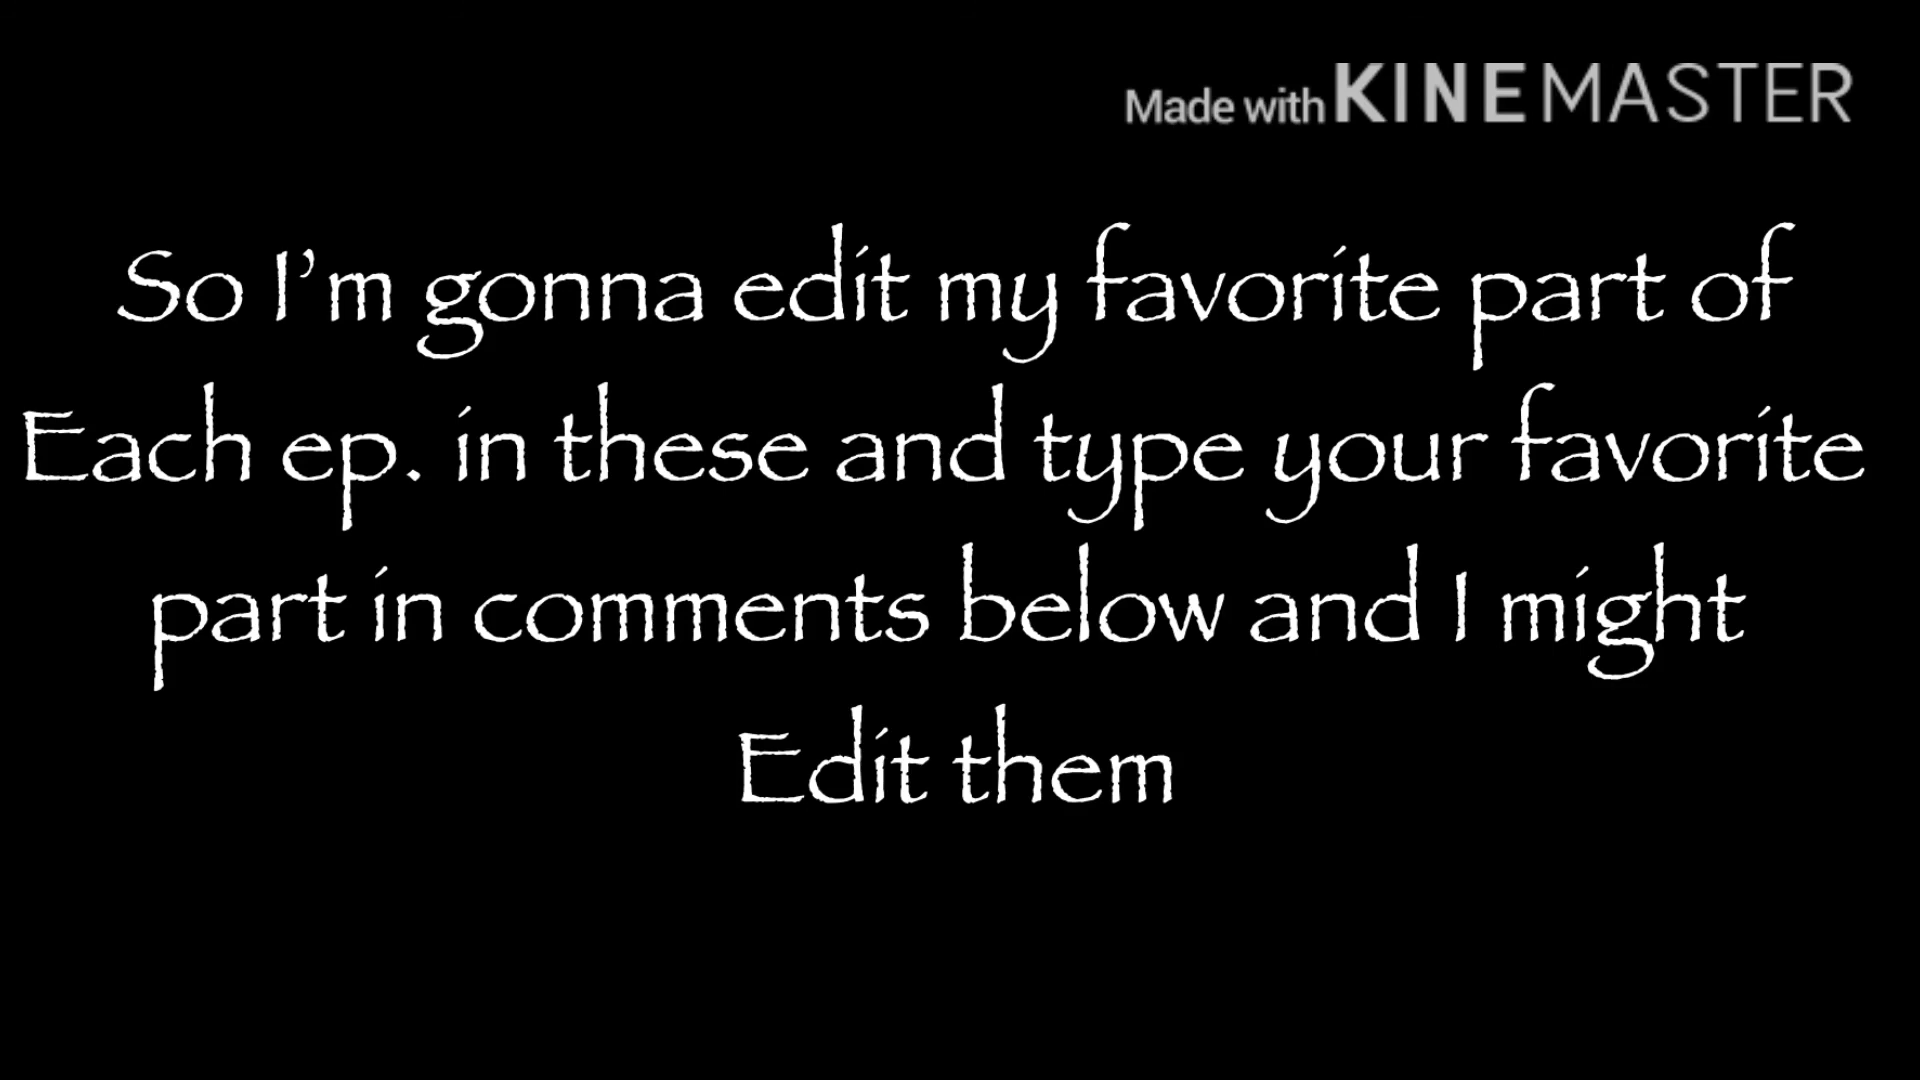 Made with KINEMASTER
So I'm gonna edit my favorite part of
Each ep. in these and type your favorite
part in comments below and I might
Edit them